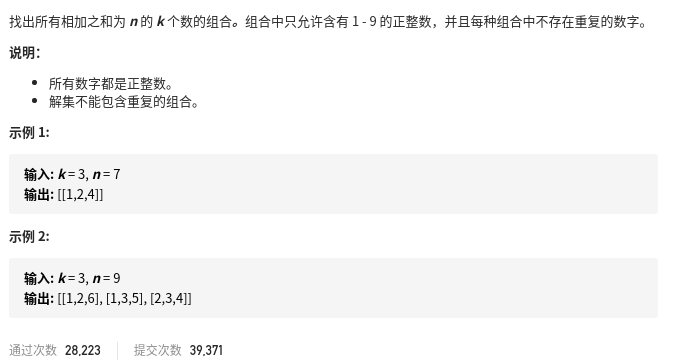 找出所有相加之和为 n 的 k 个数的组合。组合中只允许含有 1 - 9 的正整数，并且每种组合中不存在重复的数字。
说明：
所有数字都是正整数。
解集不能包含重复的组合。
示例 1:
输入: k = 3, n = 7
输出: [[1,2,4]]
示例 2:
输入: k = 3, n = 9
输出: [[1,2,6], [1,3,5], [2,3,4]]
通过次数 28,223 提交次数 39,371